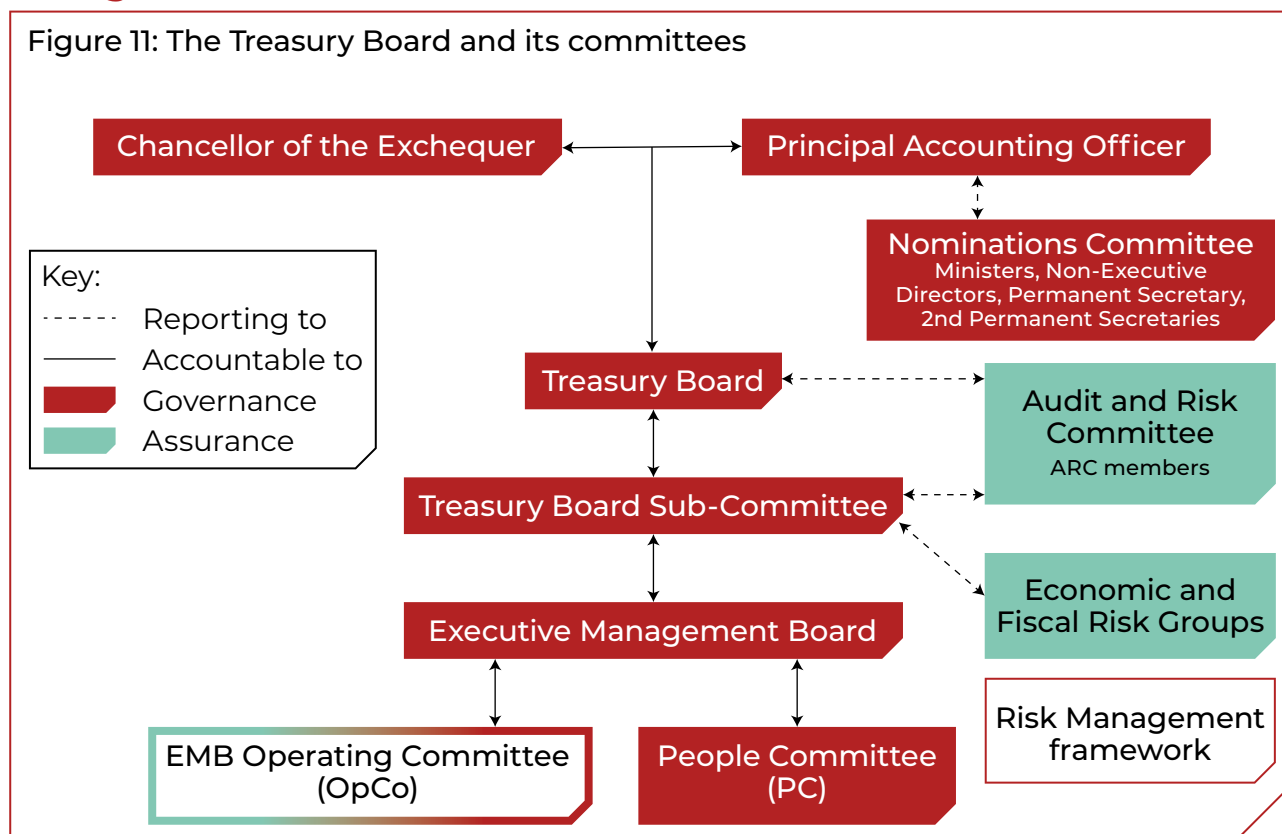 Figure 11: The Treasury Board and its committees
Chancellor of the Exchequer
Principal Accounting Officer
Nominations Committee
Ministers, Non-Executive
Directors, Permanent Secretary,
2nd Permanent Secretaries
Key:
Reporting to
Accountable to
Governance
Assurance
Treasury Board
Audit and Risk
Committee
ARC members
Treasury Board Sub-Committee
Economic and
Fiscal Risk Groups
Executive Management Board
Risk Management
framework
EMB Operating Committee
(OpCo)
People Committee
(PC)